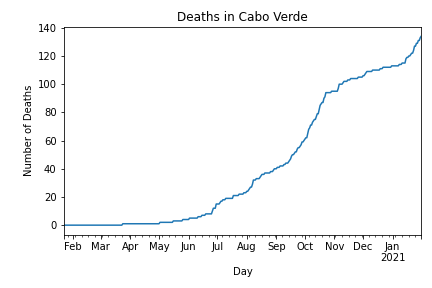 Deaths in Cabo Verde
Number of Deaths
140
120
100
80
60
40
20
0
Feb Mar Apr May Jun Jul Aug Sep Oct Nov Dec Jan
2021
Day